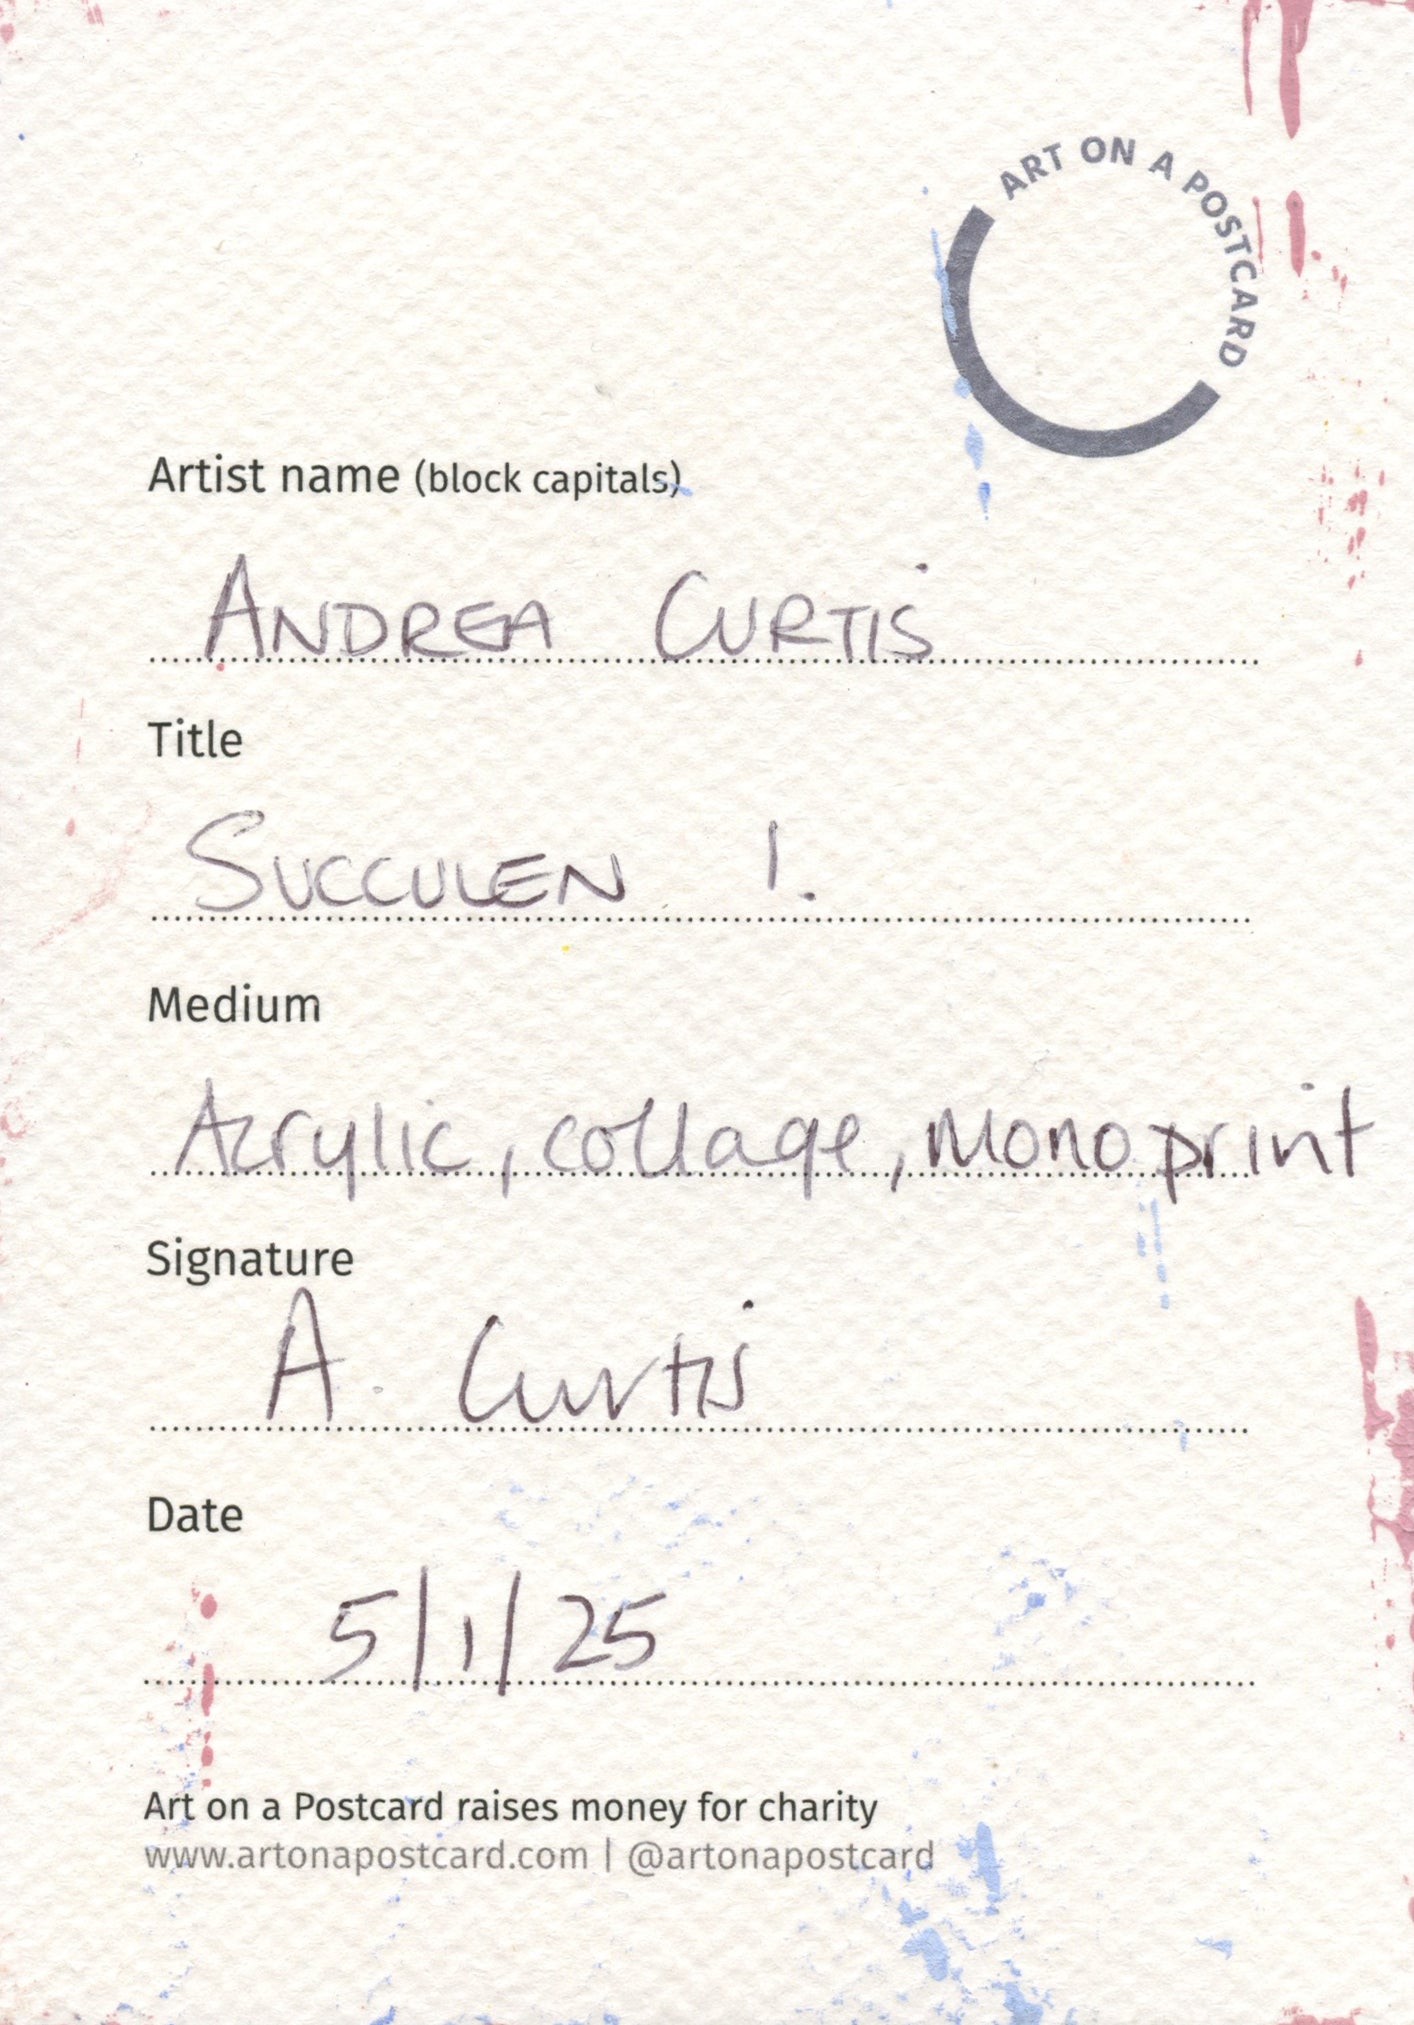 ART ON A POSTCARD
Artist name (block capitals)
ANDREA CURTIS
Title
SUCCULEN 1.
Medium
Acrylic, collage, Monoprint
Signature
A. Curtis
Date
5/1/25
Art on a Postcard raises money for charity
www.artonapostcard.com | @artonapostcard